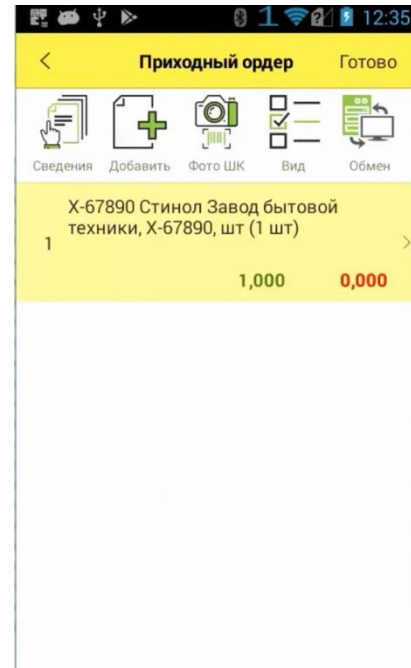 1 12:35
< Приходный ордер Готово
Сведения Добавить Фото ШК Вид Обмен
1 Х-67890 Стинол Завод бытовой
техники, Х-67890, шт (1 шт)
1,000 0,000